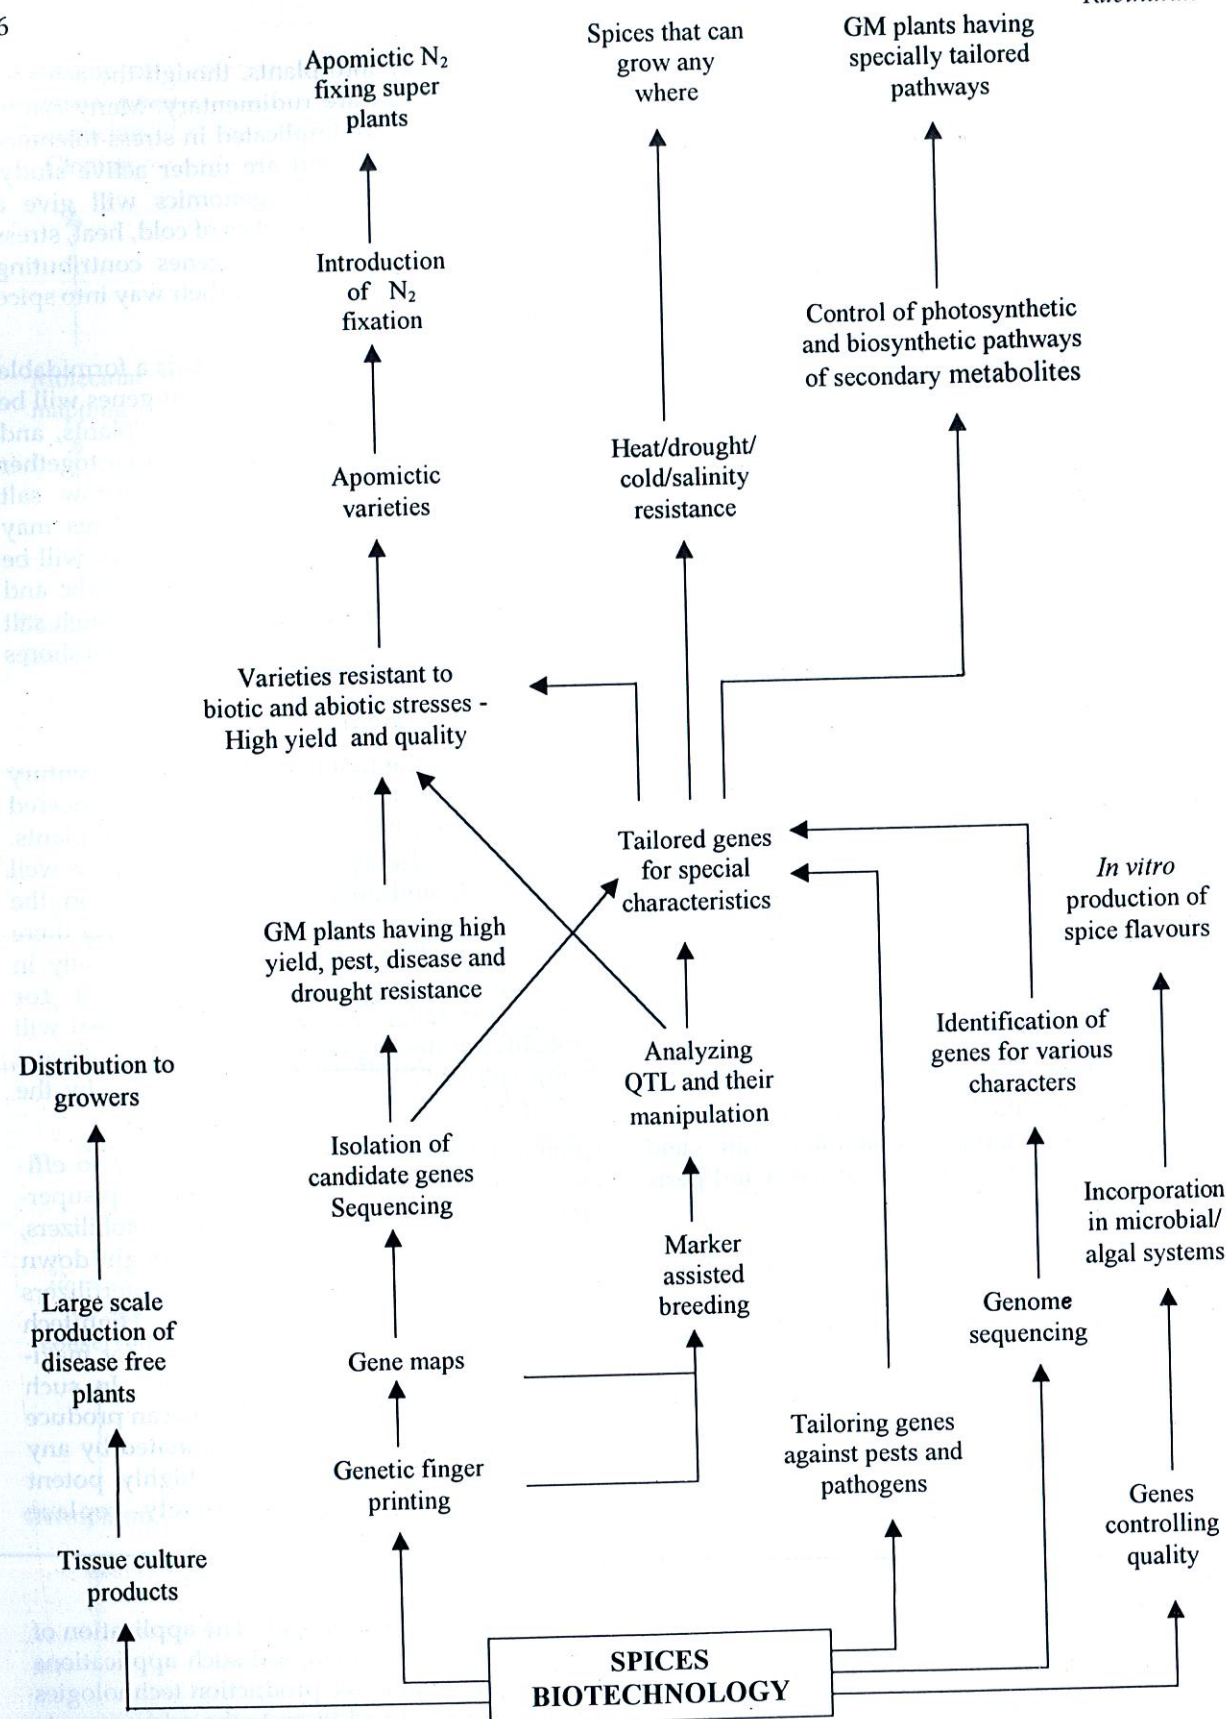 6
Apomictic N₂
fixing super
plants
Spices that can
grow any
where
GM plants having
specially tailored
pathways
Introduction
of N₂
fixation
Control of photosynthetic
and biosynthetic pathways
of secondary metabolites
Apomictic
varieties
Heat/drought/
cold/salinity
resistance
Varieties resistant to
biotic and abiotic stresses -
High yield and quality
Tailored genes
for special
characteristics
In vitro
production of
spice flavours
GM plants having high
yield, pest, disease and
drought resistance
Distribution to
growers
Analyzing
QTL and their
manipulation
Identification of
genes for various
characters
Isolation of
candidate genes
Sequencing
Incorporation
in microbial/
algal systems
Marker
assisted
breeding
Large scale
production of
disease free
plants
Genome
sequencing
Gene maps
Genetic finger
printing
Tailoring genes
against pests and
pathogens
Genes
controlling
quality
Tissue culture
products
SPICES
BIOTECHNOLOGY